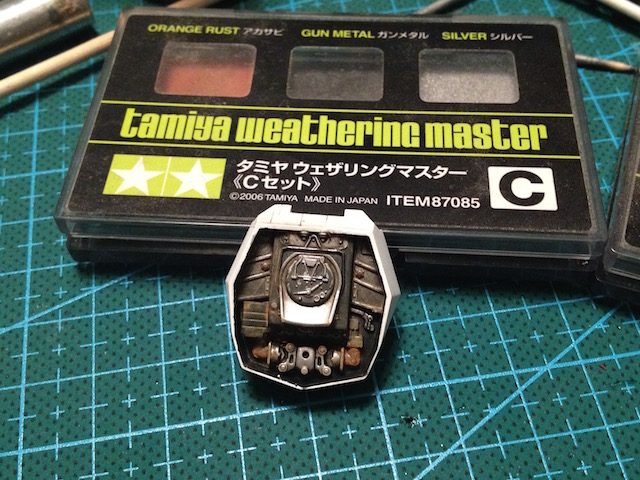 ORANGE RUST アカサビ GUN METAL ガンメタル SILVER シルバー
tamiya weathering master
タミヤ ウェザリングマスター
《Cセット》
©2006 TAMIYA MADE IN JAPAN ITEM 87085
C